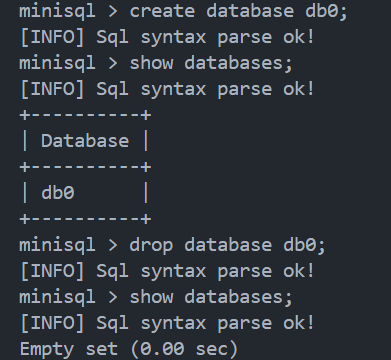 minisql > create database db0;
[INFO] Sql syntax parse ok!
minisql > show databases;
[INFO] Sql syntax parse ok!
+----------+
| Database |
+----------+
| db0      |
+----------+
minisql > drop database db0;
[INFO] Sql syntax parse ok!
minisql > show databases;
[INFO] Sql syntax parse ok!
Empty set (0.00 sec)